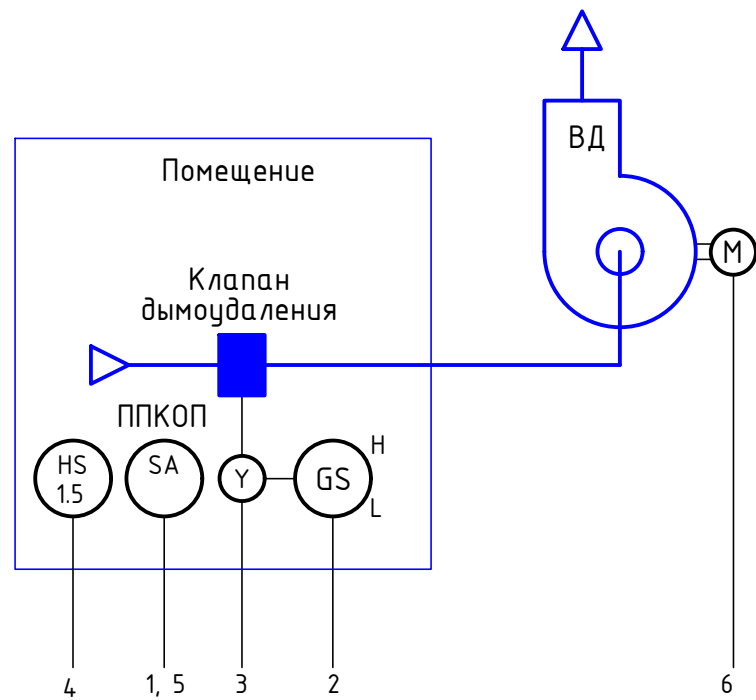 ВД
Помещение
M
Клапан
дымоудаления
ППКОП
H
HS
1.5
SA
Y
GS
L
4
1, 5
3
2
6